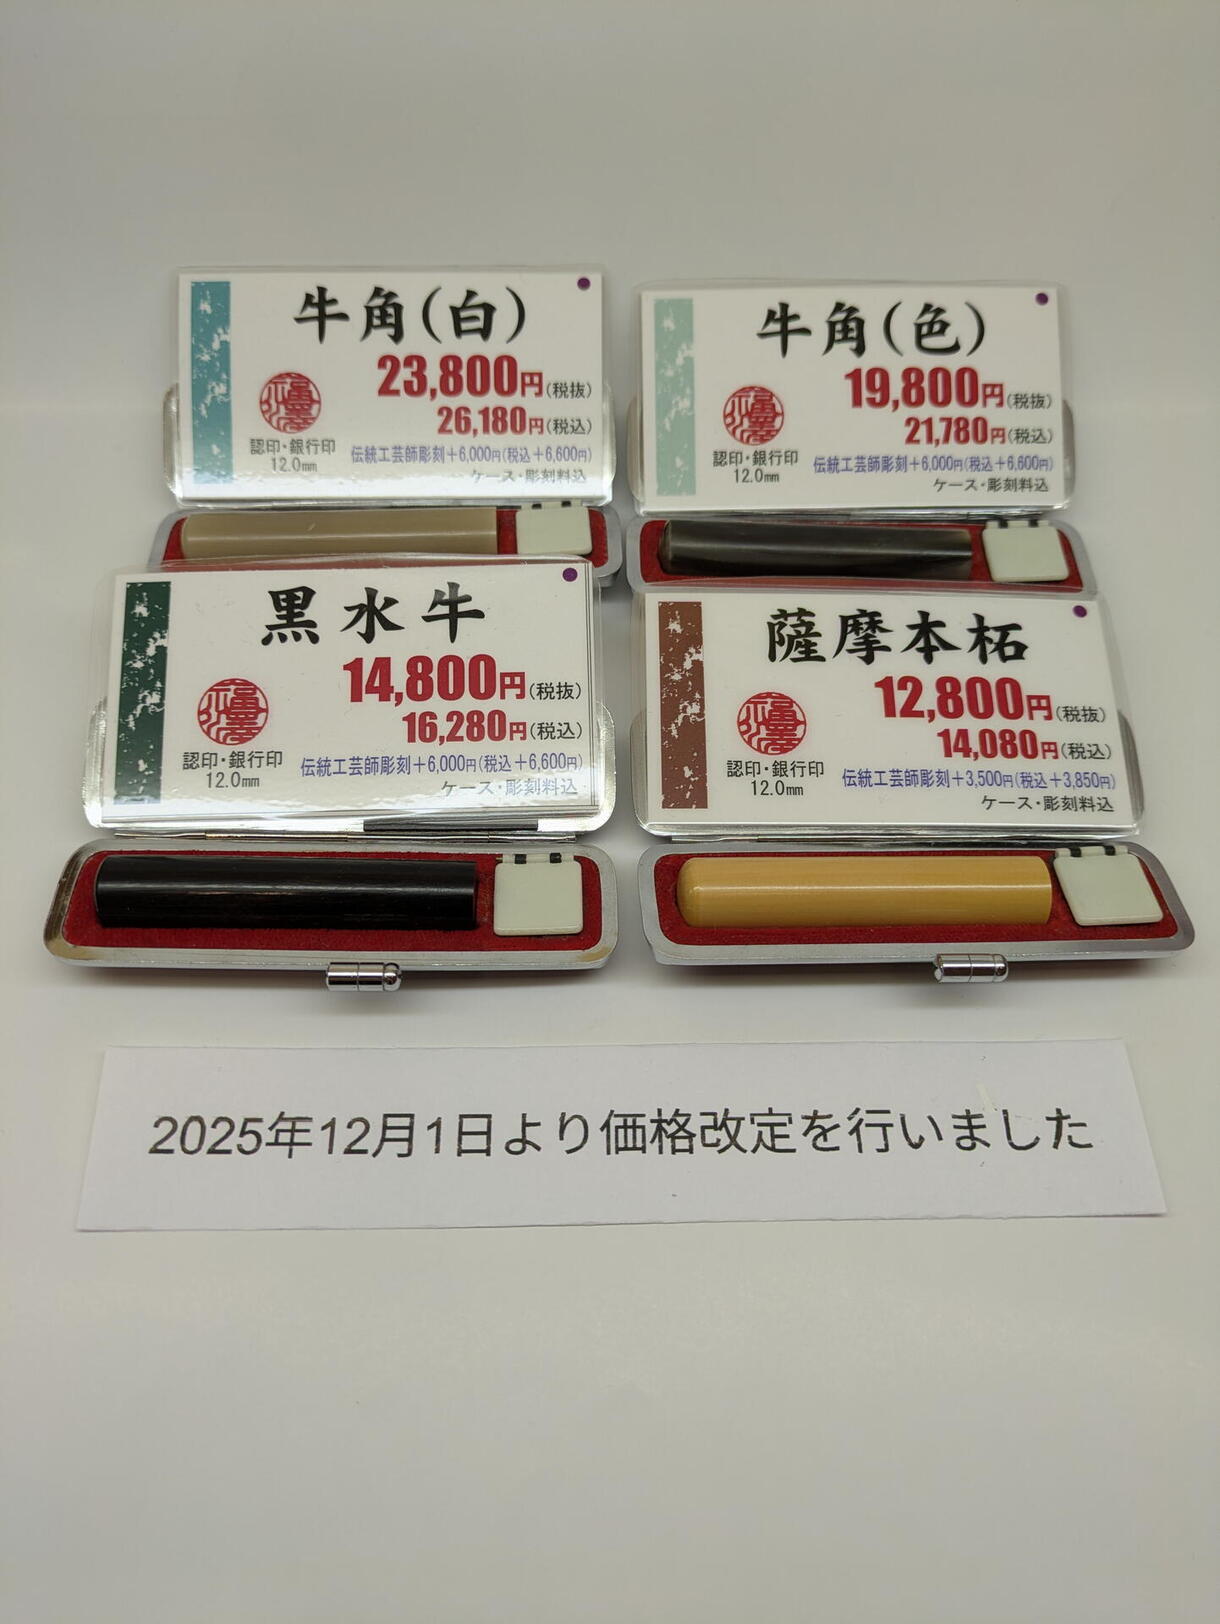 牛角(白)
23,800円(税抜)
26,180円(税込)
認印・銀行印
12.0mm
伝統工芸師彫刻+6,000円(税込+6,600円)
ケース・彫刻料込
牛角(色)
19,800円(税抜)
21,780円(税込)
認印・銀行印
12.0mm
伝統工芸師彫刻+6,000円(税込+6,600円)
ケース・彫刻料込
黒水牛
14,800円(税抜)
16,280円(税込)
認印・銀行印
12.0mm
伝統工芸師彫刻+6,000円(税込+6,600円)
ケース・彫刻料込
薩摩本柘
12,800円(税抜)
14,080円(税込)
認印・銀行印
12.0mm
伝統工芸師彫刻+3,500円(税込+3,850円)
ケース・彫刻料込
2025年12月1日より価格改定を行いました